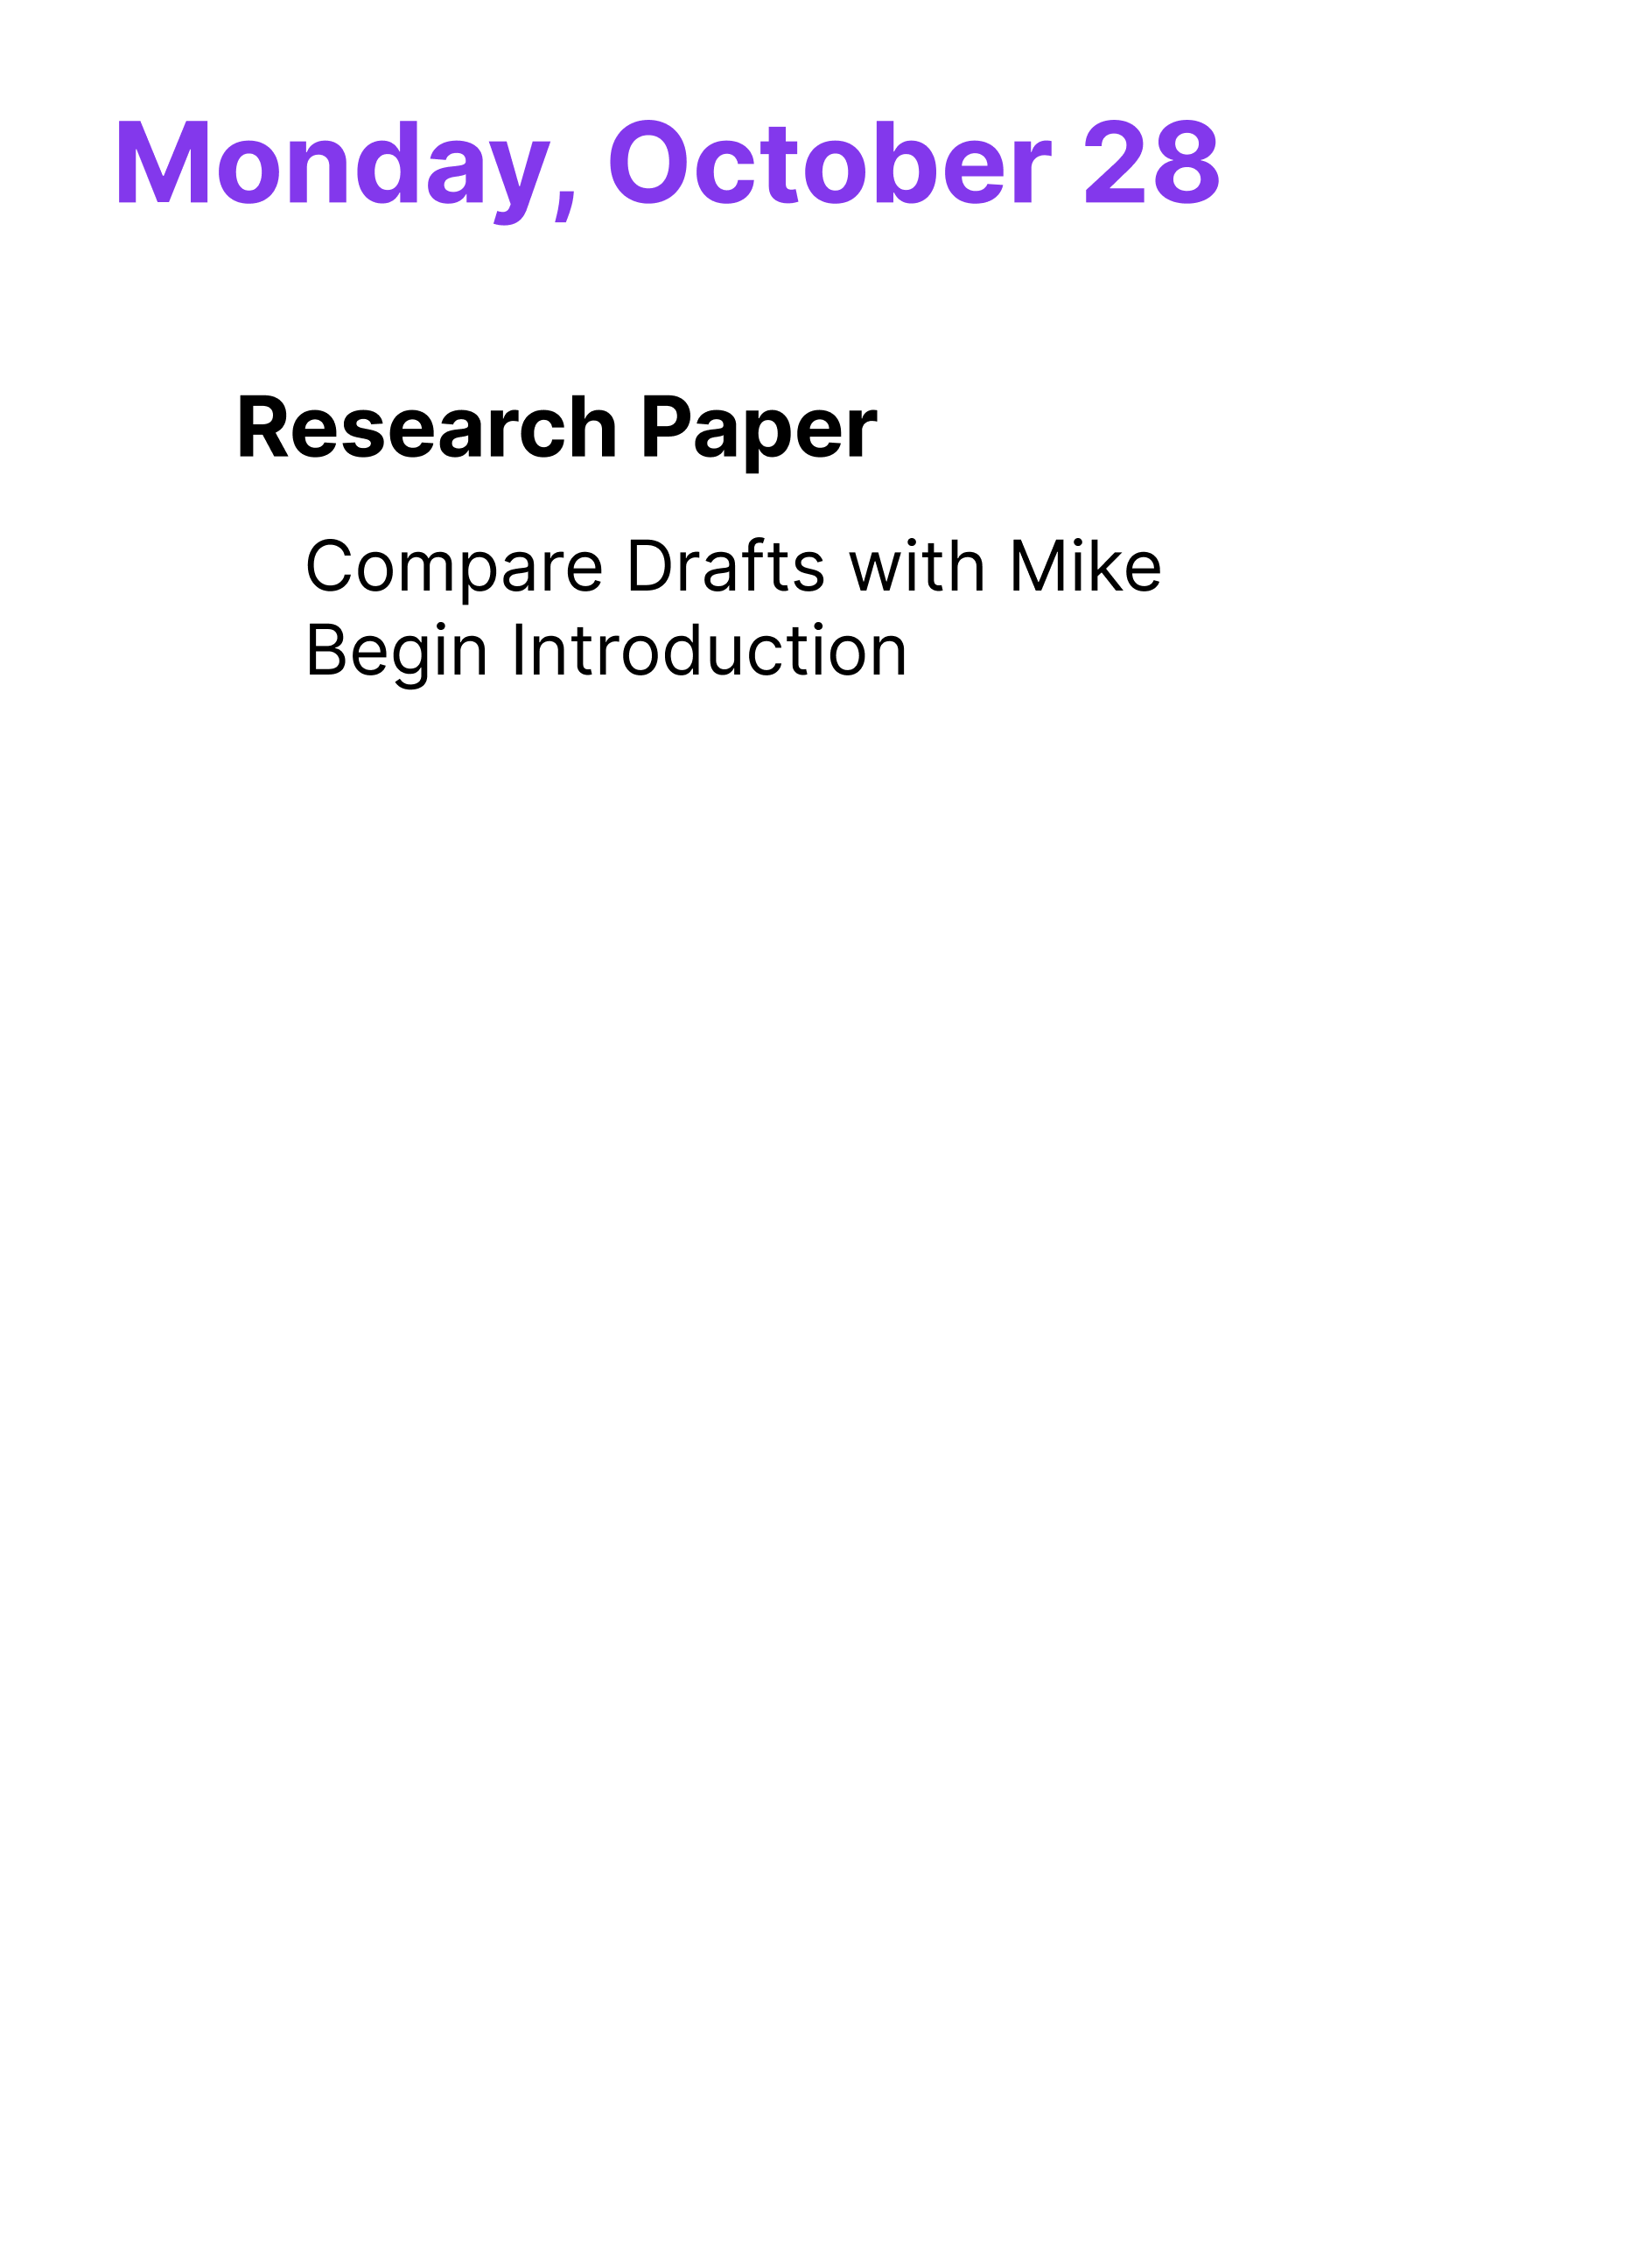 Monday, October 28
Research Paper
Compare Drafts with Mike
Begin Introduction